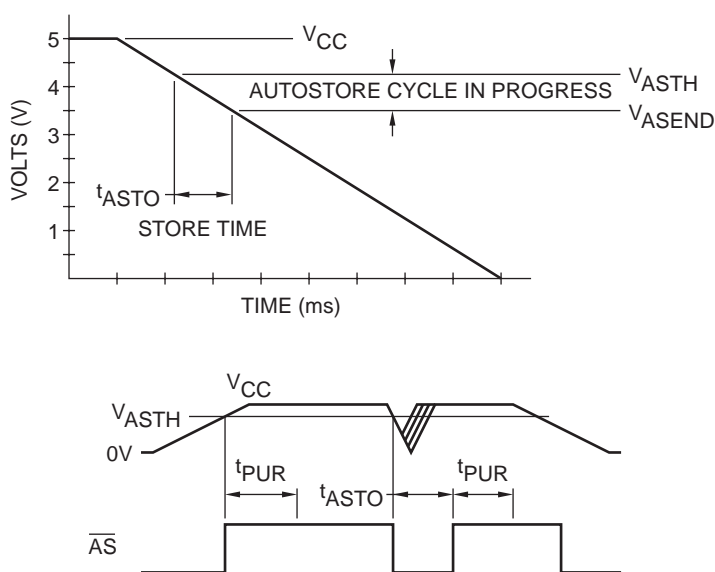 5
V_CC
4
V_ASTH
AUTOSTORE CYCLE IN PROGRESS
V_ASEND
3
VOLTS (V)
2
t_ASTO
STORE TIME
1
TIME (ms)
V_CC
V_ASTH
0V
t_PUR
t_ASTO
t_PUR
A̅S̅